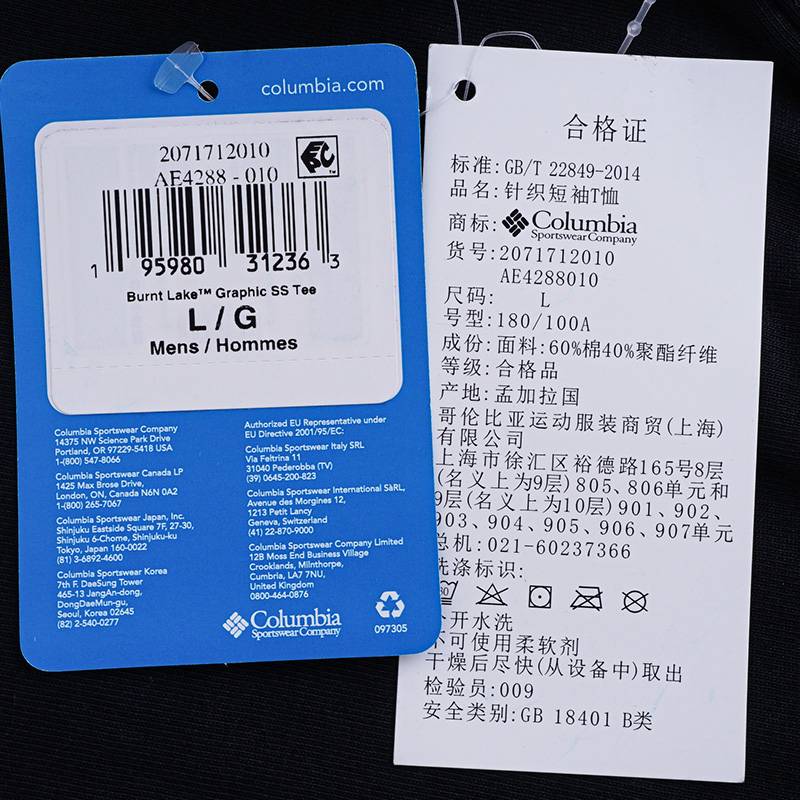 columbia.com
2071712010
AE4288 - 010
EPC
1 95980 31236 3
Burnt Lake™ Graphic SS Tee
L / G
Mens / Hommes
Columbia Sportswear Company
14375 NW Science Park Drive
Portland, OR 97229-5418 USA
1-(800) 547-8066
Columbia Sportswear Canada LP
1425 Max Brose Drive,
London, ON, Canada N6N 0A2
1-(800) 265-7067
Columbia Sportswear Japan, Inc.
Shinjuku Eastside Square 7F, 27-30,
Shinjuku 6-Chome, Shinjuku-ku
Tokyo, Japan 160-0022
(81) 3-6892-4600
Columbia Sportswear Korea
7th F. DaeSung Tower
465-13 JangAn-dong,
DongDaeMun-gu,
Seoul, Korea 02645
(82) 2-540-0277
Authorized EU Representative under
EU Directive 2001/95/EC:
Columbia Sportswear Italy SRL
Via Feltrina 11
31040 Pederobba (TV)
(39) 0645-200-823
Columbia Sportswear International SàRL,
Avenue des Morgines 12,
1213 Petit Lancy
Geneva, Switzerland
(41) 22-870-9000
Columbia Sportswear Company Limited
12B Moss End Business Village
Crooklands, Milnthorpe,
Cumbria, LA7 7NU,
United Kingdom
0800-464-0876
Columbia
Sportswear Company
097305
合格证
标准:GB/T 22849-2014
品名:针织短袖T恤
商标:Columbia
Sportswear Company
货号:2071712010
AE4288010
尺码: L
号型:180/100A
成份:面料:60%棉40%聚酯纤维
等级:合格品
产地:孟加拉国
哥伦比亚运动服装商贸(上海)
有限公司
上海市徐汇区裕德路165号8层
(名义上为9层)805、806单元和
9层(名义上为10层)901、902、
903、904、905、906、907单元
总机:021-60237366
洗涤标识:
30
分开水洗
不可使用柔软剂
干燥后尽快(从设备中)取出
检验员:009
安全类别:GB 18401 B类